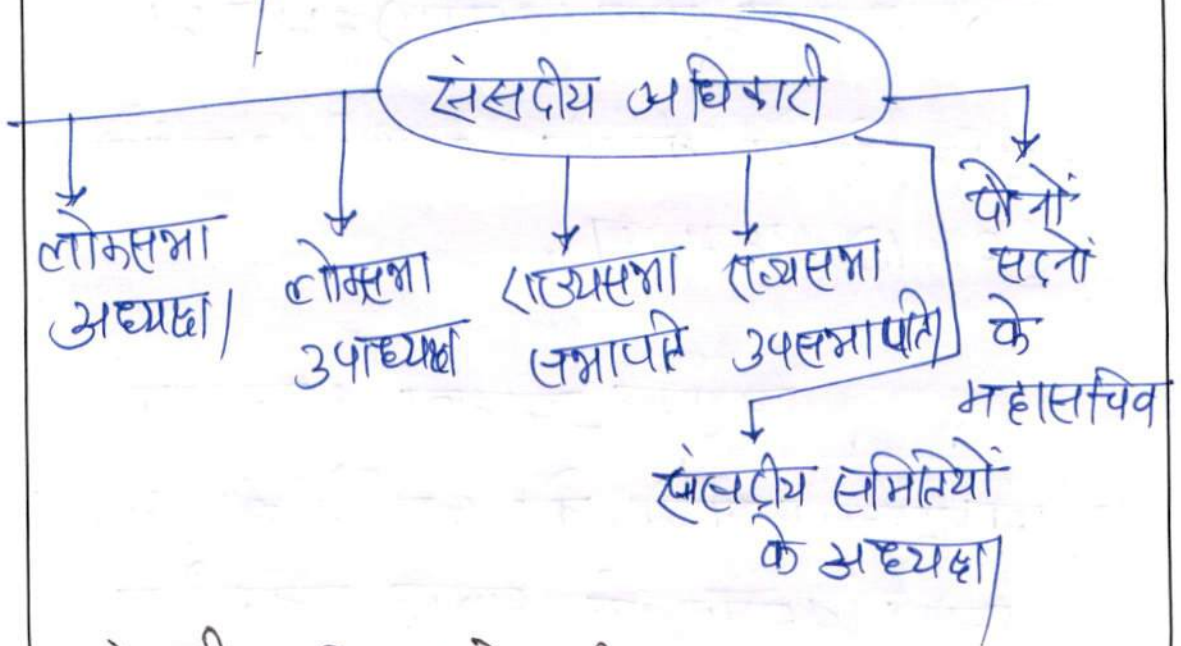 संसदीय अधिकारी
लोकसभा
अध्यक्ष।
लोकसभा
उपाध्यक्ष
राज्यसभा
सभापति
राज्यसभा
उपसभापति
दोनों
सदनों
के
महासचिव
संसदीय समितियों
के अध्यक्ष।